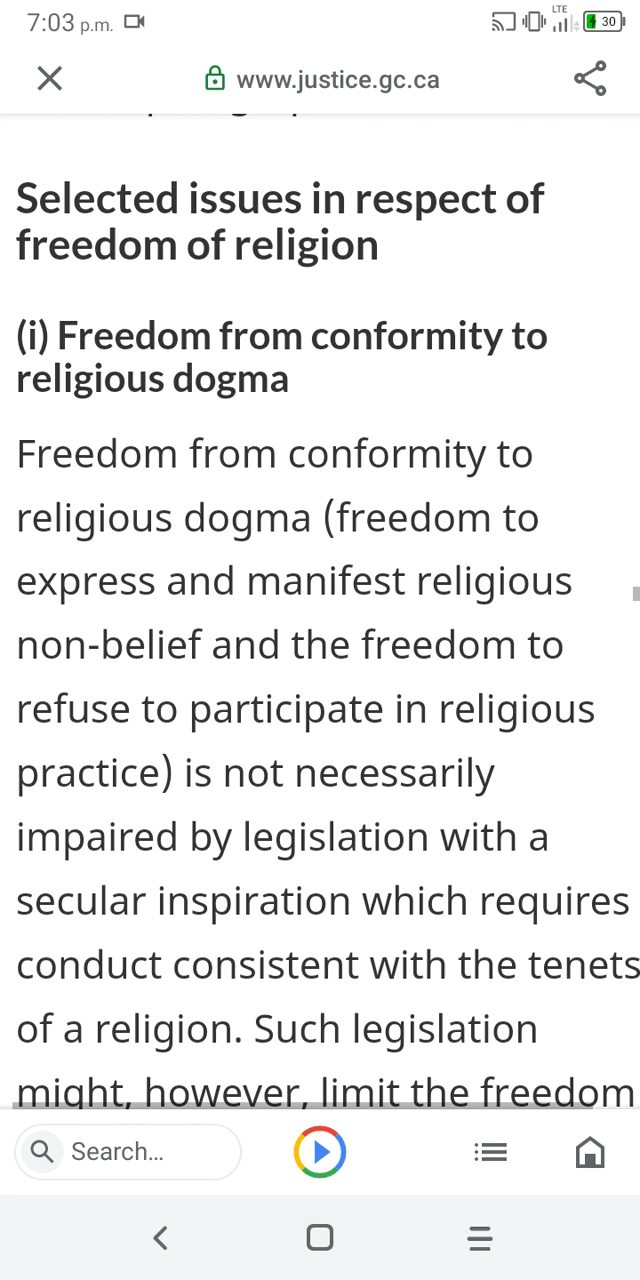 7:03 p.m.
LTE
30
www.justice.gc.ca
Selected issues in respect of
freedom of religion
(i) Freedom from conformity to
religious dogma
Freedom from conformity to
religious dogma (freedom to
express and manifest religious
non-belief and the freedom to
refuse to participate in religious
practice) is not necessarily
impaired by legislation with a
secular inspiration which requires
conduct consistent with the tenets
of a religion. Such legislation
might, however, limit the freedom
Search...